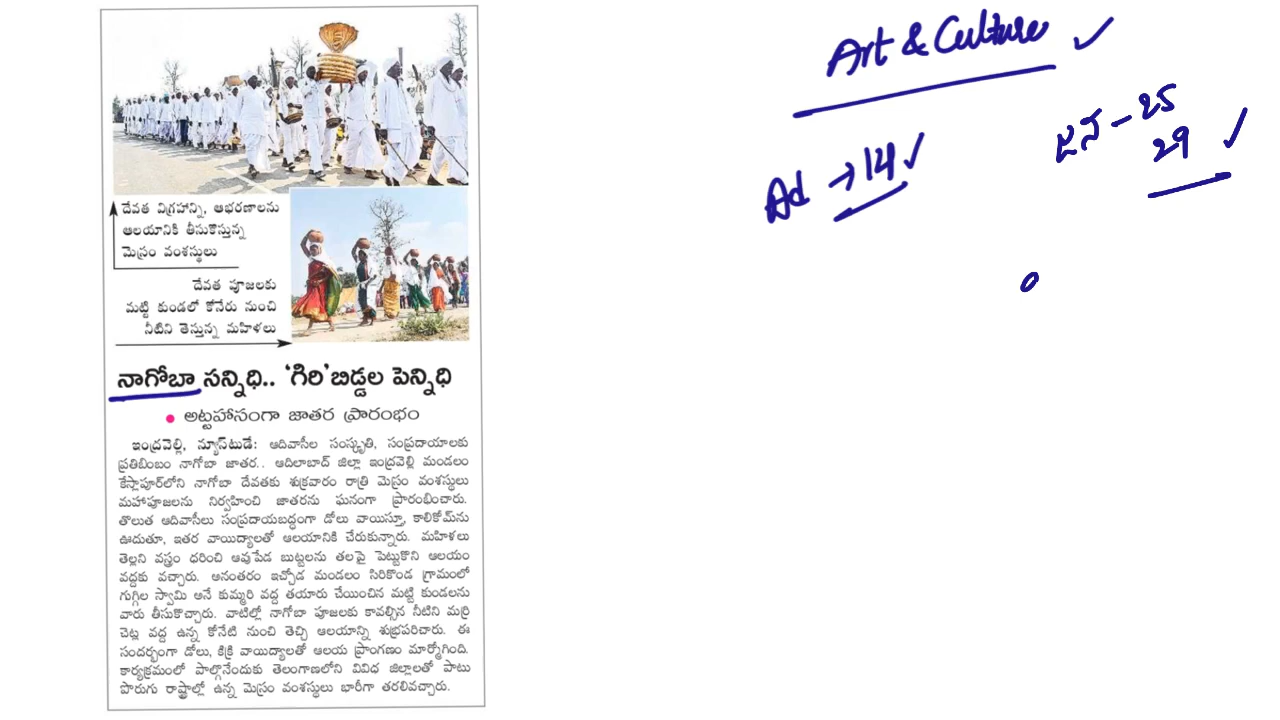 దేవత విగ్రహాన్ని, ఆభరణాలను
ఆలయానికి తీసుకొస్తున్న
మెస్రం వంశస్థులు
దేవత పూజలకు
మట్టి కుండలో కోనేరు నుంచి
నీటిని తెస్తున్న మహిళలు
నాగోబా సన్నిధి.. ‘గిరి’బిడ్డల పెన్నిధి
• అట్టహాసంగా జాతర ప్రారంభం
ఇంద్రవెల్లి, న్యూస్‌టుడే: ఆదివాసీల సంస్కృతి, సంప్రదాయాలకు
ప్రతిబింబం నాగోబా జాతర.. ఆదిలాబాద్ జిల్లా ఇంద్రవెల్లి మండలం
కేస్లాపూర్‌లోని నాగోబా దేవతకు శుక్రవారం రాత్రి మెస్రం వంశస్థులు
మహాపూజలను నిర్వహించి జాతరను ఘనంగా ప్రారంభించారు.
తొలుత ఆదివాసీలు సంప్రదాయబద్ధంగా డోలు వాయిస్తూ, కాలికోమ్‌ను
ఊదుతూ, ఇతర వాయిద్యాలతో ఆలయానికి చేరుకున్నారు. మహిళలు
తెల్లని వస్త్రం ధరించి ఆవుపేడ బుట్టలను తలపై పెట్టుకొని ఆలయం
వద్దకు వచ్చారు. అనంతరం ఇచ్చోడ మండలం సిరికొండ గ్రామంలో
గుగ్గిల స్వామి అనే కుమ్మరి వద్ద తయారు చేయించిన మట్టి కుండలను
వారు తీసుకొచ్చారు. వాటిల్లో నాగోబా పూజలకు కావల్సిన నీటిని మర్రి
చెట్ల వద్ద ఉన్న కోనేటి నుంచి తెచ్చి ఆలయాన్ని శుభ్రపరిచారు. ఈ
సందర్భంగా డోలు, కిక్రి వాయిద్యాలతో ఆలయ ప్రాంగణం మార్మోగింది.
కార్యక్రమంలో పాల్గొనేందుకు తెలంగాణలోని వివిధ జిల్లాలతో పాటు
పొరుగు రాష్ట్రాల్లో ఉన్న మెస్రం వంశస్థులు భారీగా తరలివచ్చారు.
Art & Culture ✓
Ad → 14 ✓
జన - 25
29 ✓